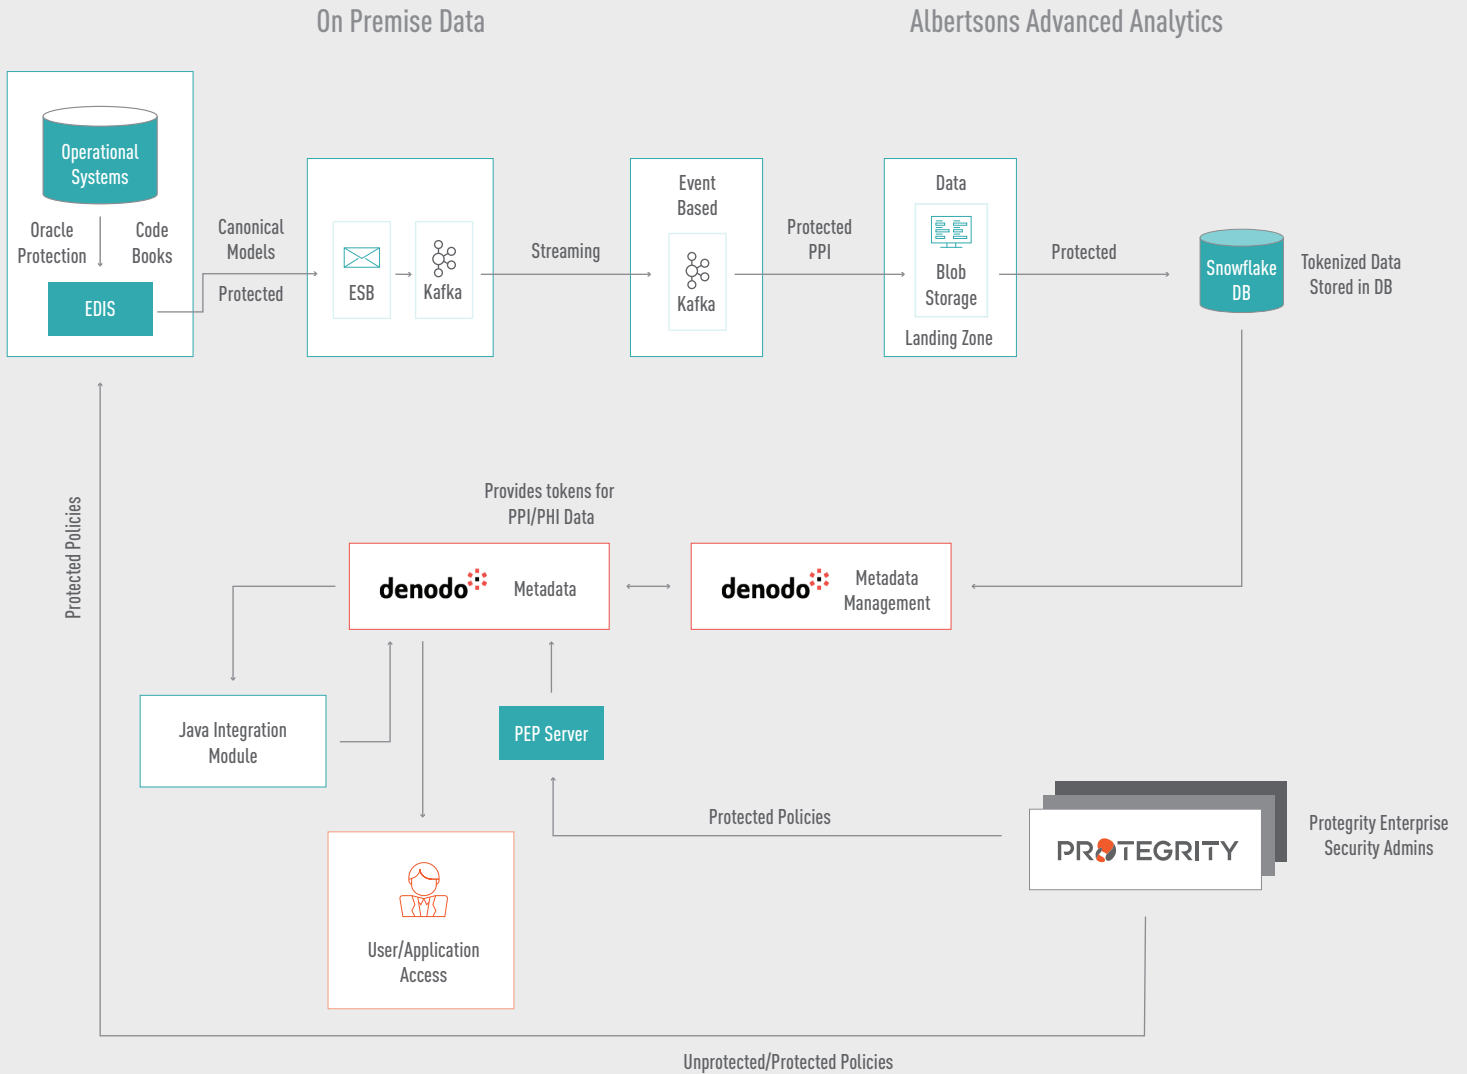 On Premise Data
Albertsons Advanced Analytics
Operational
Systems
Oracle
Protection
Code
Books
EDIS
Canonical
Models
Protected
ESB
Kafka
Streaming
Event
Based
Kafka
Protected
PPI
Data
Blob
Storage
Landing Zone
Protected
Snowflake
DB
Tokenized Data
Stored in DB
Protected Policies
Provides tokens for
PPI/PHI Data
denodo
Metadata
denodo
Metadata
Management
Java Integration
Module
PEP Server
Protected Policies
PROTEGRITY
Protegrity Enterprise
Security Admins
User/Application
Access
Unprotected/Protected Policies